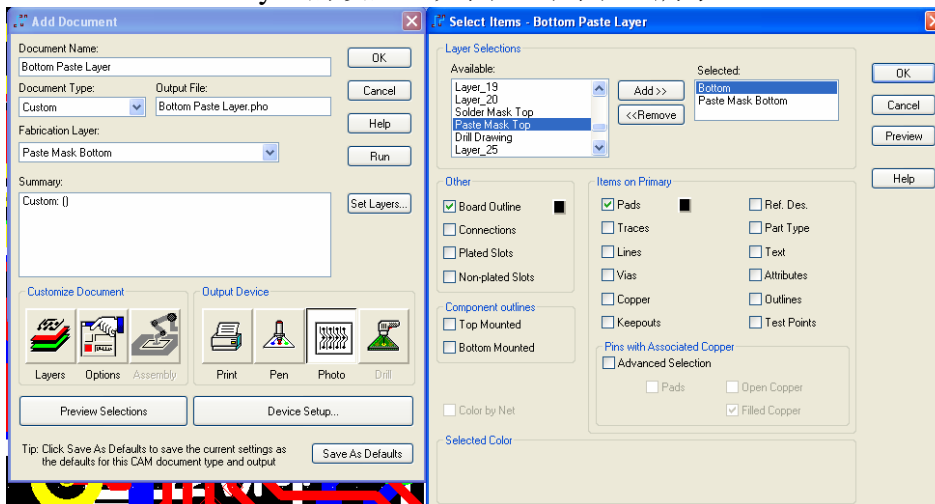 Add Document
Document Name:
Bottom Paste Layer
OK
Document Type:
Output File:
Custom
Bottom Paste Layer.pho
Cancel
Fabrication Layer:
Help
Paste Mask Bottom
Run
Summary:
Custom: ()
Set Layers...
Customize Document
Output Device
Layers
Options
Assembly
Print
Pen
Photo
Drill
Preview Selections
Device Setup...
Tip: Click Save As Defaults to save the current settings as
the defaults for this CAM document type and output
Save As Defaults
Select Items - Bottom Paste Layer
Layer Selections
Available:
Selected:
Layer_19
Layer_20
Solder Mask Top
Paste Mask Top
Drill Drawing
Layer_25
Add >>
<<Remove
Bottom
Paste Mask Bottom
OK
Cancel
Preview
Help
Other
Board Outline
Connections
Plated Slots
Non-plated Slots
Component outlines
Top Mounted
Bottom Mounted
Color by Net
Items on Primary
Pads
Ref. Des.
Traces
Part Type
Lines
Text
Vias
Attributes
Copper
Outlines
Keepouts
Test Points
Pins with Associated Copper
Advanced Selection
Pads
Open Copper
Filled Copper
Selected Color